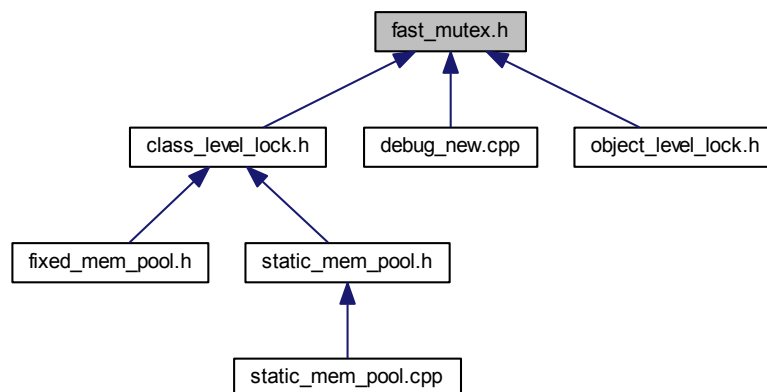 fast_mutex.h
class_level_lock.h
debug_new.cpp
object_level_lock.h
fixed_mem_pool.h
static_mem_pool.h
static_mem_pool.cpp